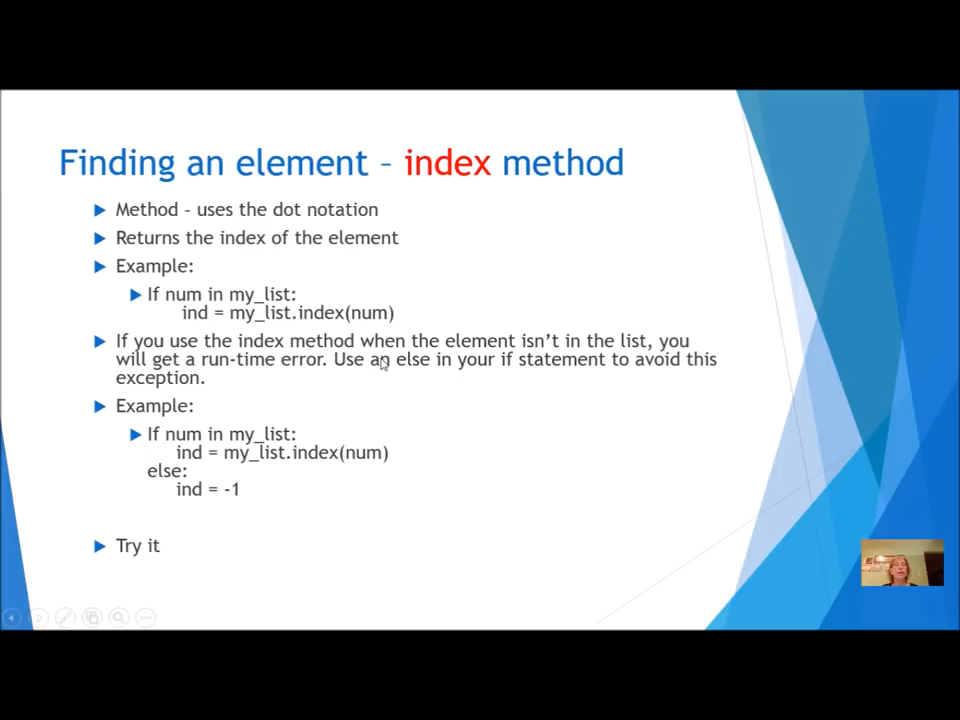 Finding an element – index method
Method – uses the dot notation
Returns the index of the element
Example:
If num in my_list:
ind = my_list.index(num)
If you use the index method when the element isn't in the list, you
will get a run-time error. Use an else in your if statement to avoid this
exception.
Example:
If num in my_list:
ind = my_list.index(num)
else:
ind = -1
Try it